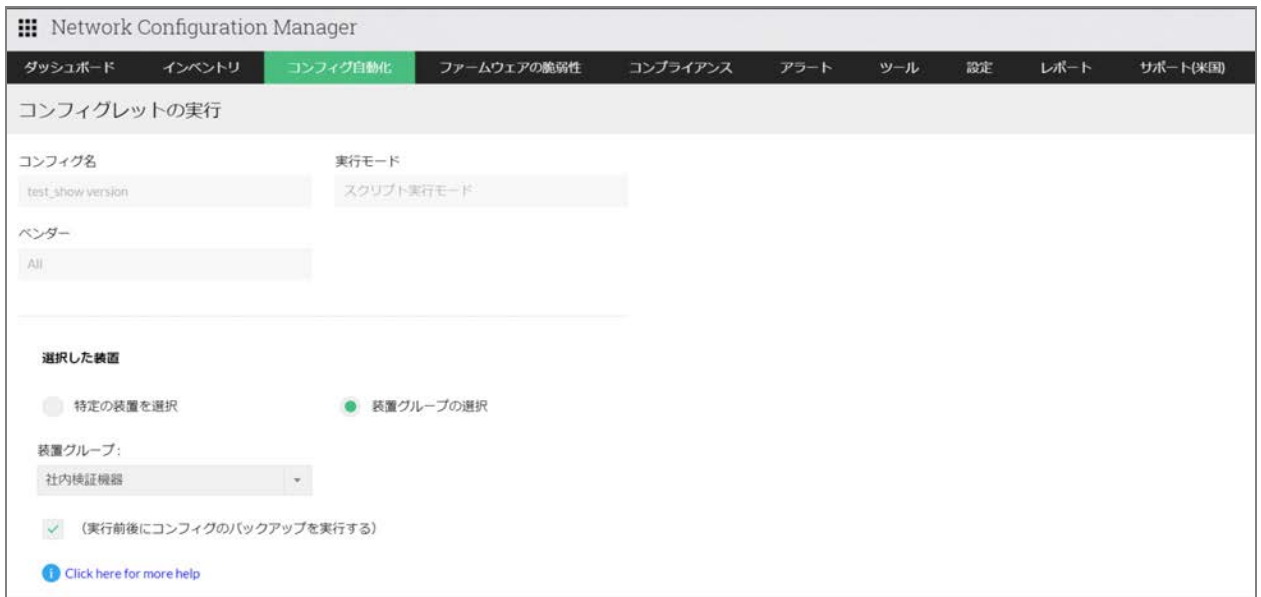 Network Configuration Manager
ダッシュボード インベントリ コンフィグ自動化 ファームウェアの脆弱性 コンプライアンス アラート ツール 設定 レポート サポート(米国)
コンフィグレットの実行
コンフィグ名 実行モード
test_show version スクリプト実行モード
ベンダー
All
選択した装置
特定の装置を選択 装置グループの選択
装置グループ :
社内検証機器
（実行前後にコンフィグのバックアップを実行する）
Click here for more help